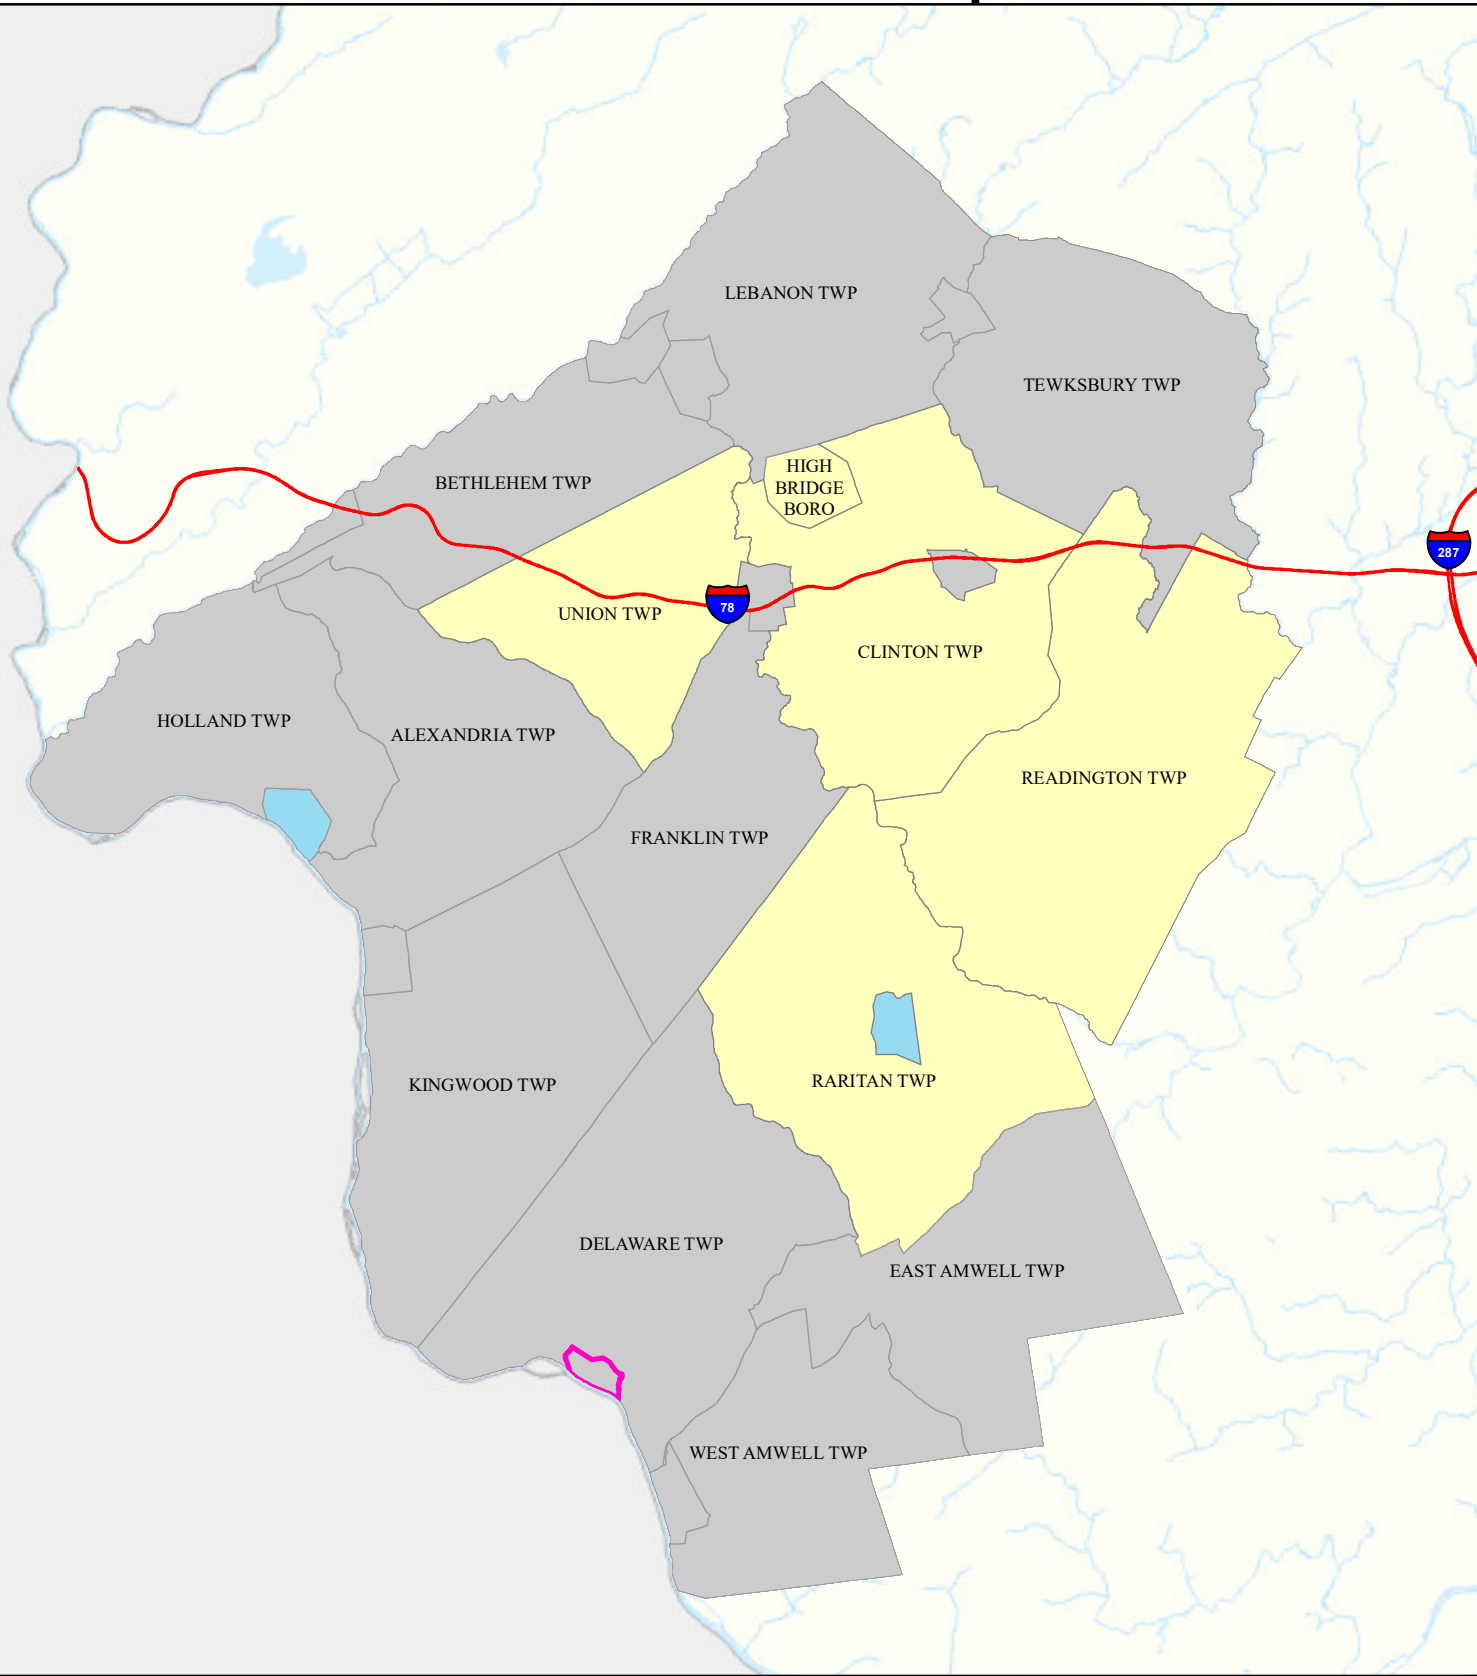 LEBANON TWP
TEWKSBURY TWP
HIGH
BRIDGE
BORO
BETHLEHEM TWP
287
78
UNION TWP
CLINTON TWP
HOLLAND TWP
ALEXANDRIA TWP
READINGTON TWP
FRANKLIN TWP
RARITAN TWP
KINGWOOD TWP
DELAWARE TWP
EAST AMWELL TWP
WEST AMWELL TWP